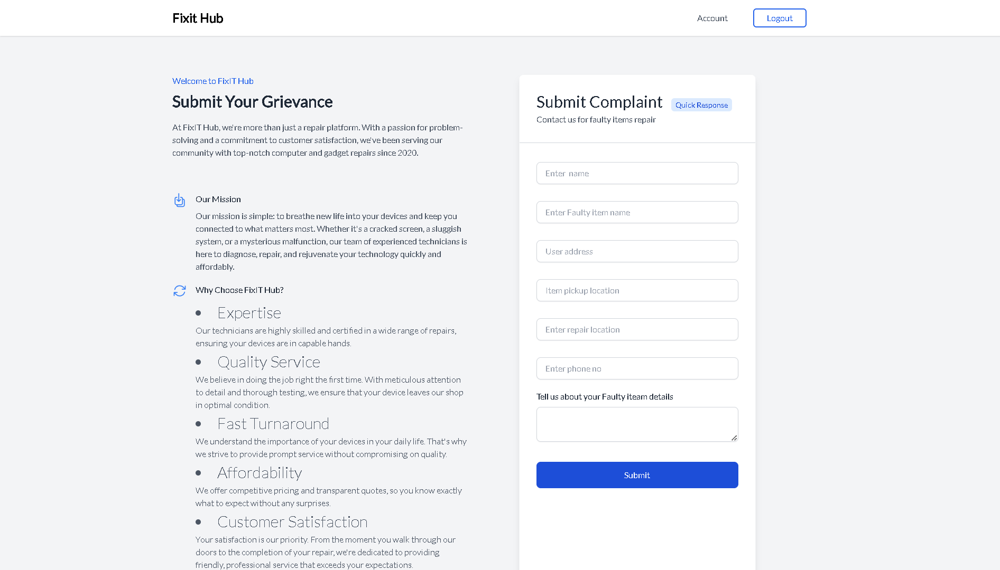 Fixit Hub
Account
Logout
Welcome to FixIT Hub
Submit Your Grievance
At FixIT Hub, we're more than just a repair platform. With a passion for problem-
solving and a commitment to customer satisfaction, we've been serving our
community with top-notch computer and gadget repairs since 2020.
Our Mission
Our mission is simple: to breathe new life into your devices and keep you
connected to what matters most. Whether it's a cracked screen, a sluggish
system, or a mysterious malfunction, our team of experienced technicians is
here to diagnose, repair, and rejuvenate your technology quickly and
affordably.
Why Choose FixIT Hub?
• Expertise
Our technicians are highly skilled and certified in a wide range of repairs,
ensuring your devices are in capable hands.
• Quality Service
We believe in doing the job right the first time. With meticulous attention
to detail and thorough testing, we ensure that your device leaves our shop
in optimal condition.
• Fast Turnaround
We understand the importance of your devices in your daily life. That's why
we strive to provide prompt service without compromising on quality.
• Affordability
We offer competitive pricing and transparent quotes, so you know exactly
what to expect without any surprises.
• Customer Satisfaction
Your satisfaction is our priority. From the moment you walk through our
doors to the completion of your repair, we're dedicated to providing
friendly, professional service that exceeds your expectations.
Submit Complaint
Quick Response
Contact us for faulty items repair
Enter name
Enter Faulty item name
User address
Item pickup location
Enter repair location
Enter phone no
Tell us about your Faulty iteam details
Submit